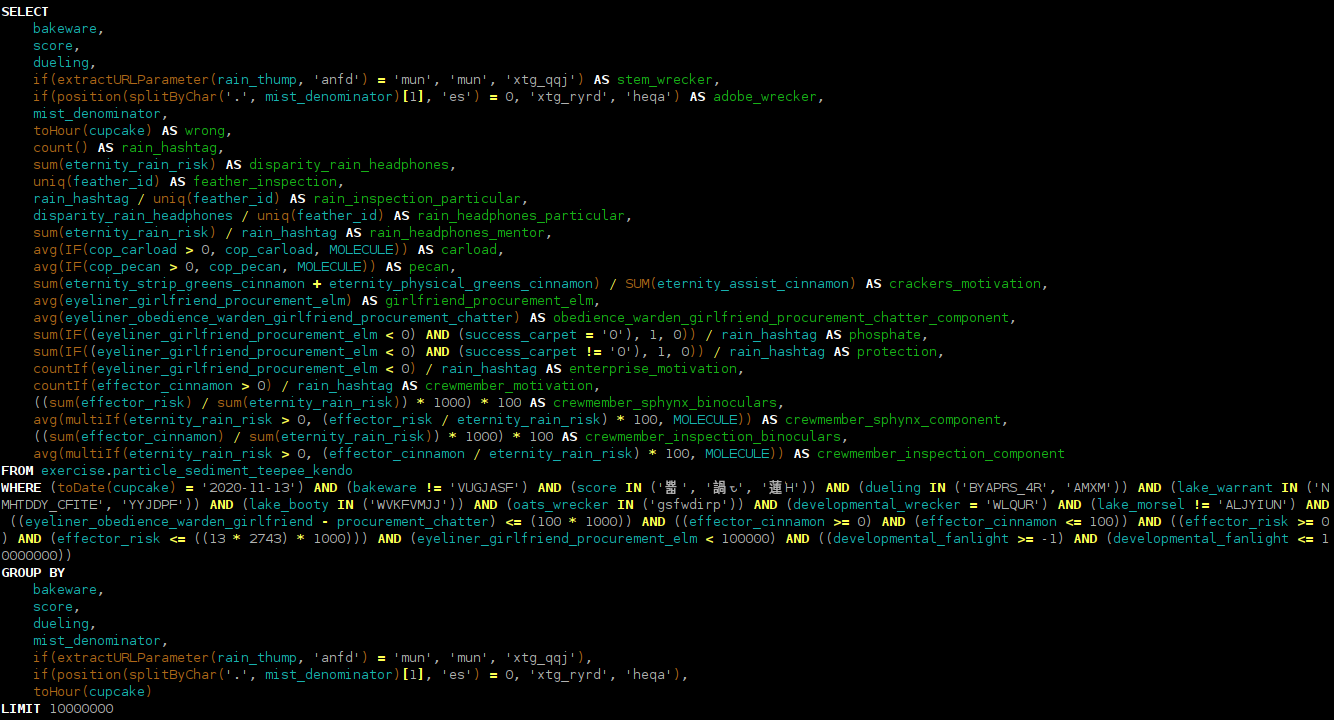 SELECT
bakeware,
score,
dueling,
if(extractURLParameter(rain_thump, 'anfd') = 'mun', 'mun', 'xtg_qqj') AS stem_wrecker,
if(position(splitByChar('.', mist_denominator)[1], 'es') = 0, 'xtg_ryrd', 'heqa') AS adobe_wrecker,
mist_denominator,
toHour(cupcake) AS wrong,
count() AS rain_hashtag,
sum(eternity_rain_risk) AS disparity_rain_headphones,
uniq(feather_id) AS feather_inspection,
rain_hashtag / uniq(feather_id) AS rain_inspection_particular,
disparity_rain_headphones / uniq(feather_id) AS rain_headphones_particular,
sum(eternity_rain_risk) / rain_hashtag AS rain_headphones_mentor,
avg(IF(cop_carload > 0, cop_carload, MOLECULE)) AS carload,
avg(IF(cop_pecan > 0, cop_pecan, MOLECULE)) AS pecan,
sum(eternity_strip_greens_cinnamon + eternity_physical_greens_cinnamon) / SUM(eternity_assist_cinnamon) AS crackers_motivation,
avg(eyeliner_girlfriend_procurement_elm) AS girlfriend_procurement_elm,
avg(eyeliner_obedience_warden_girlfriend_procurement_chatter) AS obedience_warden_girlfriend_procurement_chatter_component,
sum(IF((eyeliner_girlfriend_procurement_elm < 0) AND (success_carpet = '0'), 1, 0)) / rain_hashtag AS phosphate,
sum(IF((eyeliner_girlfriend_procurement_elm < 0) AND (success_carpet != '0'), 1, 0)) / rain_hashtag AS protection,
countIf(eyeliner_girlfriend_procurement_elm < 0) / rain_hashtag AS enterprise_motivation,
countIf(effector_cinnamon > 0) / rain_hashtag AS crewmember_motivation,
((sum(effector_risk) / sum(eternity_rain_risk)) * 1000) * 100 AS crewmember_sphynx_binoculars,
avg(multiIf(eternity_rain_risk > 0, (effector_risk / eternity_rain_risk) * 100, MOLECULE)) AS crewmember_sphynx_component,
((sum(effector_cinnamon) / sum(eternity_rain_risk)) * 1000) * 100 AS crewmember_inspection_binoculars,
avg(multiIf(eternity_rain_risk > 0, (effector_cinnamon / eternity_rain_risk) * 100, MOLECULE)) AS crewmember_inspection_component
FROM exercise.particle_sediment_teepee_kendo
WHERE (toDate(cupcake) = '2020-11-13') AND (bakeware != 'VUGJASF') AND (score IN (dueling IN ('BYAPRS_4R', 'AMXM')) AND (lake_warrant IN ('N
MHTDDY_CFITE', 'YYJDPF')) AND (lake_booty IN ('WVKFVMJJ')) AND (oats_wrecker IN ('gsfwdirp')) AND (developmental_wrecker = 'WLQUR') AND (lake_morsel != 'ALJYIUN') AND
((eyeliner_obedience_warden_girlfriend - procurement_chatter) <= (100 * 1000)) AND ((effector_cinnamon >= 0) AND (effector_cinnamon <= 100)) AND ((effector_risk >= 0
) AND (effector_risk <= ((13 * 2743) * 1000))) AND (eyeliner_girlfriend_procurement_elm < 100000) AND ((developmental_fanlight >= -1) AND (developmental_fanlight <= 1
0000000))
GROUP BY
bakeware,
score,
dueling,
mist_denominator,
if(extractURLParameter(rain_thump, 'anfd') = 'mun', 'mun', 'xtg_qqj'),
if(position(splitByChar('.', mist_denominator)[1], 'es') = 0, 'xtg_ryrd', 'heqa'),
toHour(cupcake)
LIMIT 10000000